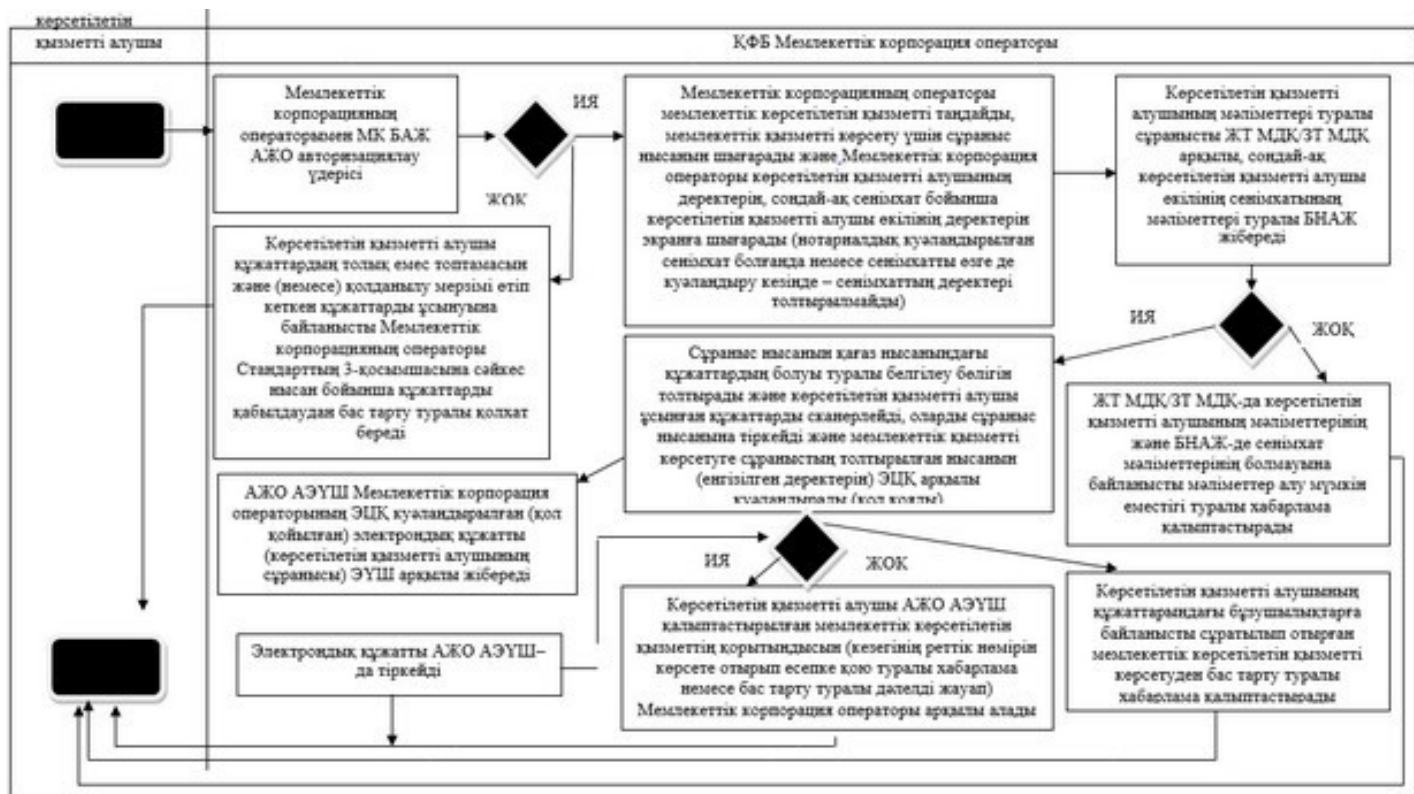 көрсетілетін
қызметті алушы
ҚФБ Мемлекеттік корпорация операторы
Мемлекеттік
корпорацияның
операторымен МК БАЖ
АЖО авторизациялау
үдерісі
ИЯ
ЖОҚ
Мемлекеттік корпорацияның операторы
мемлекеттік көрсетілетін қызметті таңдайды,
мемлекеттік қызметті көрсету үшін сұраныс
нысанын шығарады және Мемлекеттік корпорация
операторы көрсетілетін қызметті алушының
деректерін, сондай-ақ сенімхат бойынша
көрсетілетін қызметті алушы өкілінің деректерін
экранға шығарады (нотариалдық куәландырылған
сенімхат болғанда немесе сенімхатты өзге де
куәландыру кезінде – сенімхаттың деректері
толтырылмайды)
Көрсетілетін қызметті
алушының мәліметтері туралы
сұранысты ЖТ МДҚ/ЗТ МДҚ
арқылы, сондай-ақ
көрсетілетін қызметті алушы
өкілінің сенімхатының
мәліметтері туралы БНАЖ
жібереді
Көрсетілетін қызметті алушы
құжаттардың толық емес топтамасын
және (немесе) қолданылу мерзімі өтіп
кеткен құжаттарды ұсынуына
байланысты Мемлекеттік
корпорацияның операторы
Стандарттың 3-қосымшасына сәйкес
нысан бойынша құжаттарды
қабылдаудан бас тарту туралы қолхат
береді
ИЯ
ЖОҚ
Сұраныс нысанын қағаз нысанындағы
құжаттардың болуы туралы белгілеу бөлігін
толтырады және көрсетілетін қызметті алушы
ұсынған құжаттарды сканерлейді, оларды сұраныс
нысанына тіркейді және мемлекеттік қызметті
көрсетуге сұраныстың толтырылған нысанын
(енгізілген деректерін) ЭЦҚ арқылы
куәландырады (қол қояды)
ЖТ МДҚ/ЗТ МДҚ-да көрсетілетін
қызметті алушының мәліметтерінің
және БНАЖ-де сенімхат
мәліметтерінің болмауына
байланысты мәліметтер алу мүмкін
еместігі туралы хабарлама
қалыптастырады
АЖО АЭҮШ Мемлекеттік корпорация
операторының ЭЦҚ куәландырылған (қол
қойылған) электрондық құжатты
(көрсетілетін қызметті алушының
сұранысы) ЭҮШ арқылы жібереді
ИЯ
ЖОҚ
Электрондық құжатты АЖО АЭҮШ–
да тіркейді
Көрсетілетін қызметті алушы АЖО АЭҮШ
қалыптастырылған мемлекеттік көрсетілетін
қызметтің қорытындысын (кезегінің реттік нөмірін
көрсете отырып есепке қою туралы хабарлама
немесе бас тарту туралы дәлелді жауап)
Мемлекеттік корпорация операторы арқылы алады
Көрсетілетін қызметті алушының
құжаттарындағы бұзушылықтарға
байланысты сұратылып отырған
мемлекеттік көрсетілетін қызметті
көрсетуден бас тарту туралы
хабарлама қалыптастырады